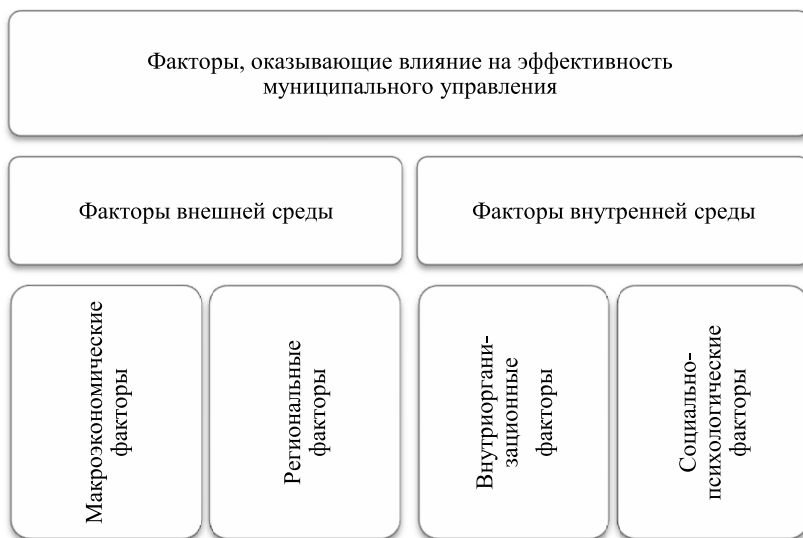 Факторы, оказывающие влияние на эффективность
муниципального управления
Факторы внешней среды
Факторы внутренней среды
Макроэкономические
факторы
Региональные
факторы
Внутриоргани-
зационные
факторы
Социально-
психологические
факторы